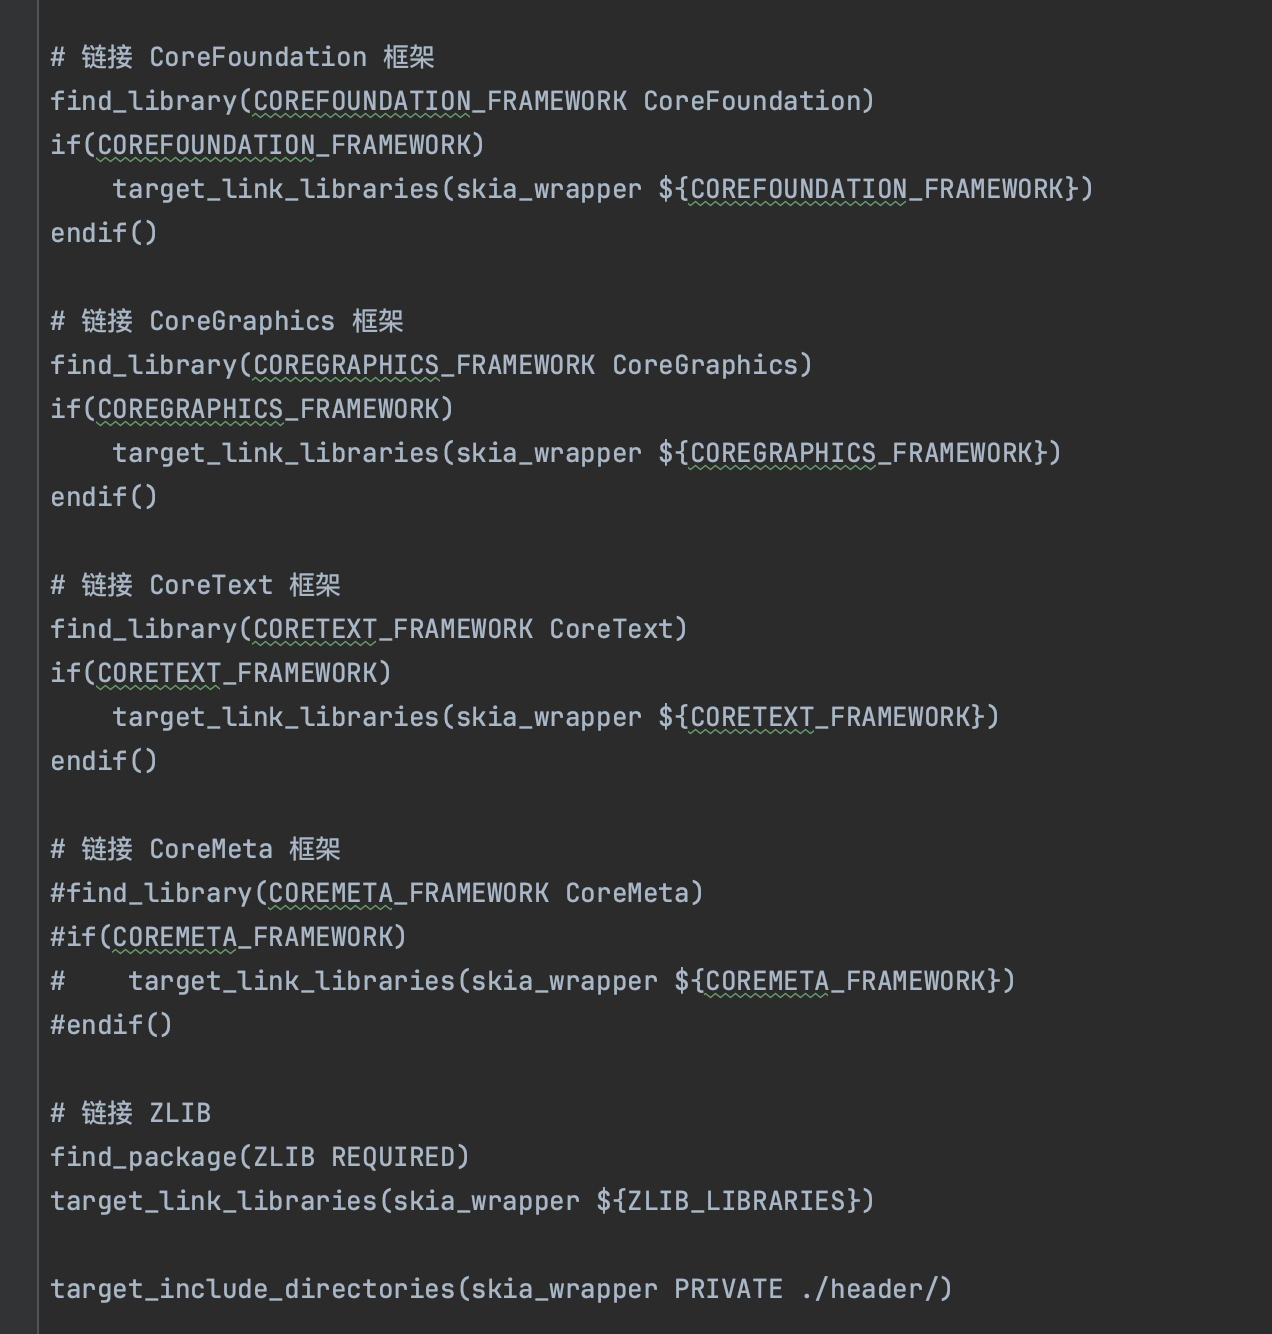 # 链接 CoreFoundation 框架
find_library(COREFOUNDATION_FRAMEWORK CoreFoundation)
if(COREFOUNDATION_FRAMEWORK)
    target_link_libraries(skia_wrapper ${COREFOUNDATION_FRAMEWORK})
endif()

# 链接 CoreGraphics 框架
find_library(COREGRAPHICS_FRAMEWORK CoreGraphics)
if(COREGRAPHICS_FRAMEWORK)
    target_link_libraries(skia_wrapper ${COREGRAPHICS_FRAMEWORK})
endif()

# 链接 CoreText 框架
find_library(CORETEXT_FRAMEWORK CoreText)
if(CORETEXT_FRAMEWORK)
    target_link_libraries(skia_wrapper ${CORETEXT_FRAMEWORK})
endif()

# 链接 CoreMeta 框架
#find_library(COREMETA_FRAMEWORK CoreMeta)
#if(COREMETA_FRAMEWORK)
#    target_link_libraries(skia_wrapper ${COREMETA_FRAMEWORK})
#endif()

# 链接 ZLIB
find_package(ZLIB REQUIRED)
target_link_libraries(skia_wrapper ${ZLIB_LIBRARIES})

target_include_directories(skia_wrapper PRIVATE ./header/)